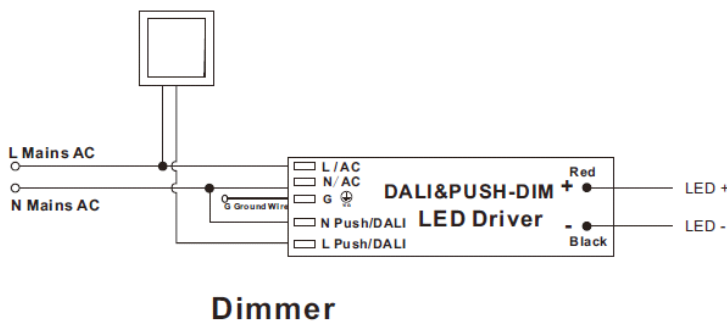 L Mains AC
N Mains AC
G Ground Wire
L/AC
N/AC
G
N Push/DALI
L Push/DALI
DALI&PUSH-DIM
LED Driver
Red
+
-
Black
LED +
LED -
Dimmer